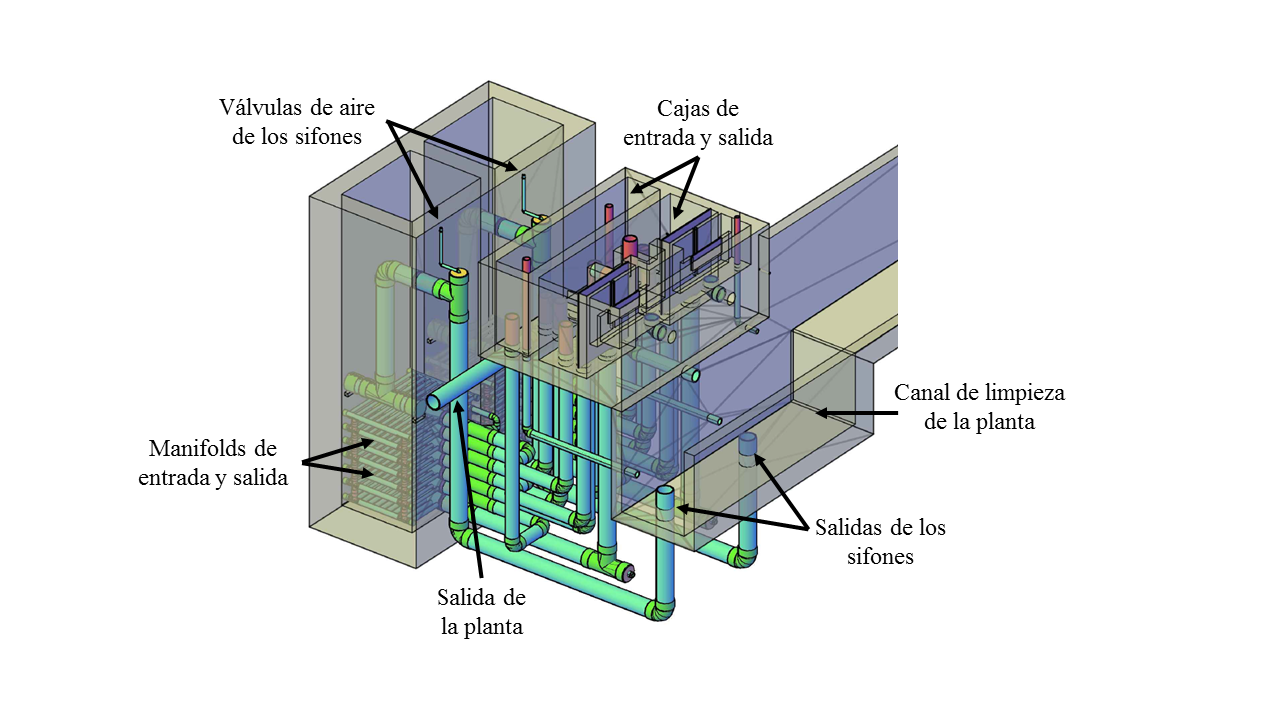 Válvulas de aire
de los sifones
Cajas de
entrada y salida
Canal de limpieza
de la planta
Manifolds de
entrada y salida
Salidas de los
sifones
Salida de
la planta